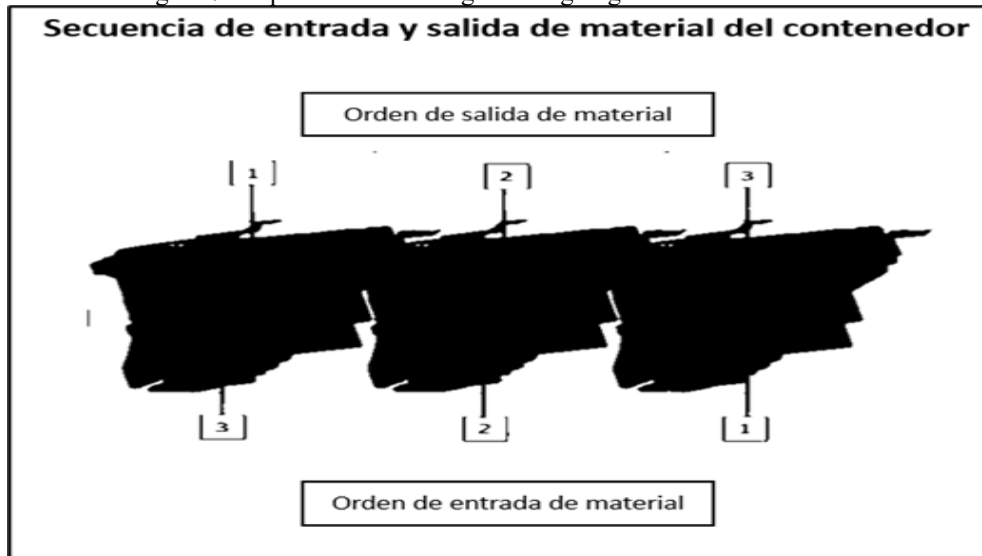 Secuencia de entrada y salida de material del contenedor
Orden de salida de material
1 2 3
3 2 1
Orden de entrada de material